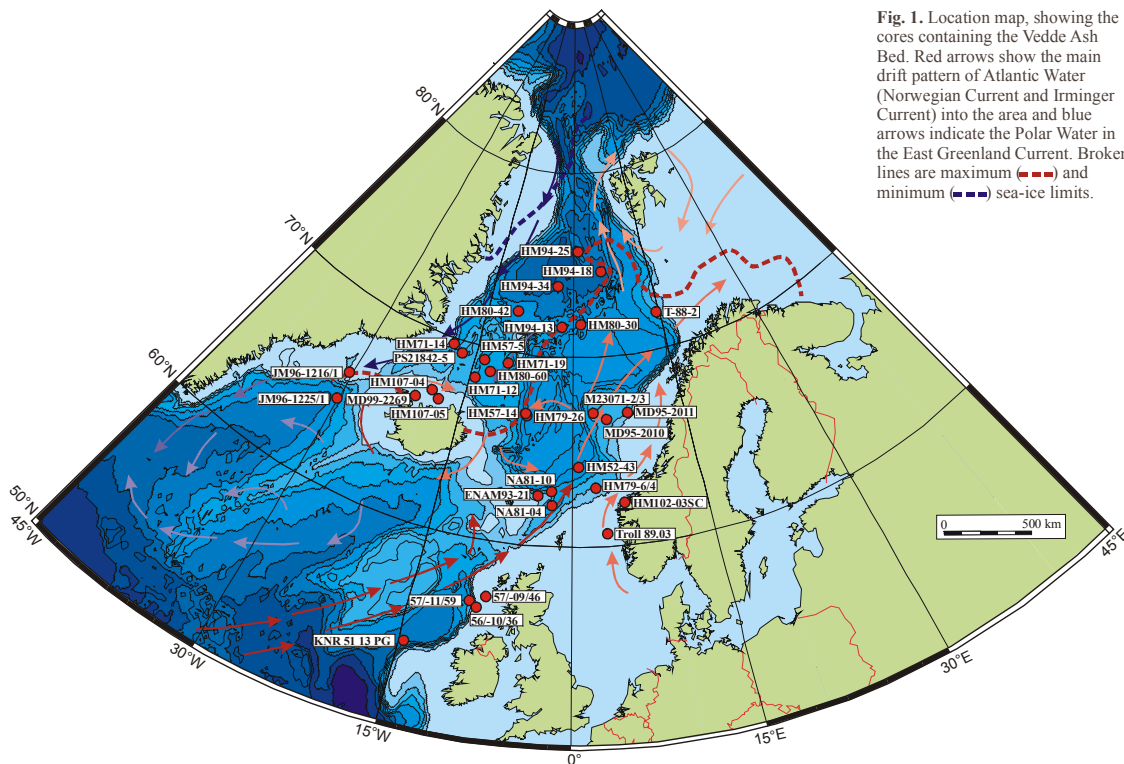 Fig. 1. Location map, showing the
cores containing the Vedde Ash
Bed. Red arrows show the main
drift pattern of Atlantic Water
(Norwegian Current and Irminger
Current) into the area and blue
arrows indicate the Polar Water in
the East Greenland Current. Broken
lines are maximum ( ) and
minimum ( ) sea-ice limits.
80°N
70°N
60°N
50°N
45°W
30°W
15°W
0°
15°E
30°E
45°E
HM94-25
HM94-18
HM94-34
HM80-42
T-88-2
HM94-13
HM80-30
HM71-14
HM57-5
PS21842-5
HM71-19
JM96-1216/1
HM80-60
HM107-04
HM71-12
JM96-1225/1
MD99-2269
M23071-2/3
HM107-05
HM57-14
HM79-26
MD95-2011
MD95-2010
HM52-43
NA81-10
HM79-6/4
ENAM93-21
HM102-03SC
NA81-04
0 500 km
Troll 89.03
57/-09/46
57/-11/59
56/-10/36
KNR 51 13 PG